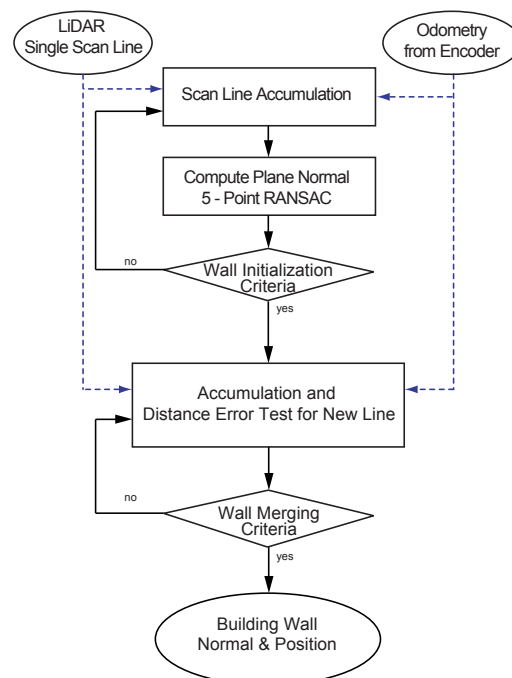 LiDAR
Single Scan Line
Odometry
from Encoder
Scan Line Accumulation
Compute Plane Normal
5 - Point RANSAC
no
Wall Initialization
Criteria
yes
Accumulation and
Distance Error Test for New Line
no
Wall Merging
Criteria
yes
Building Wall
Normal & Position